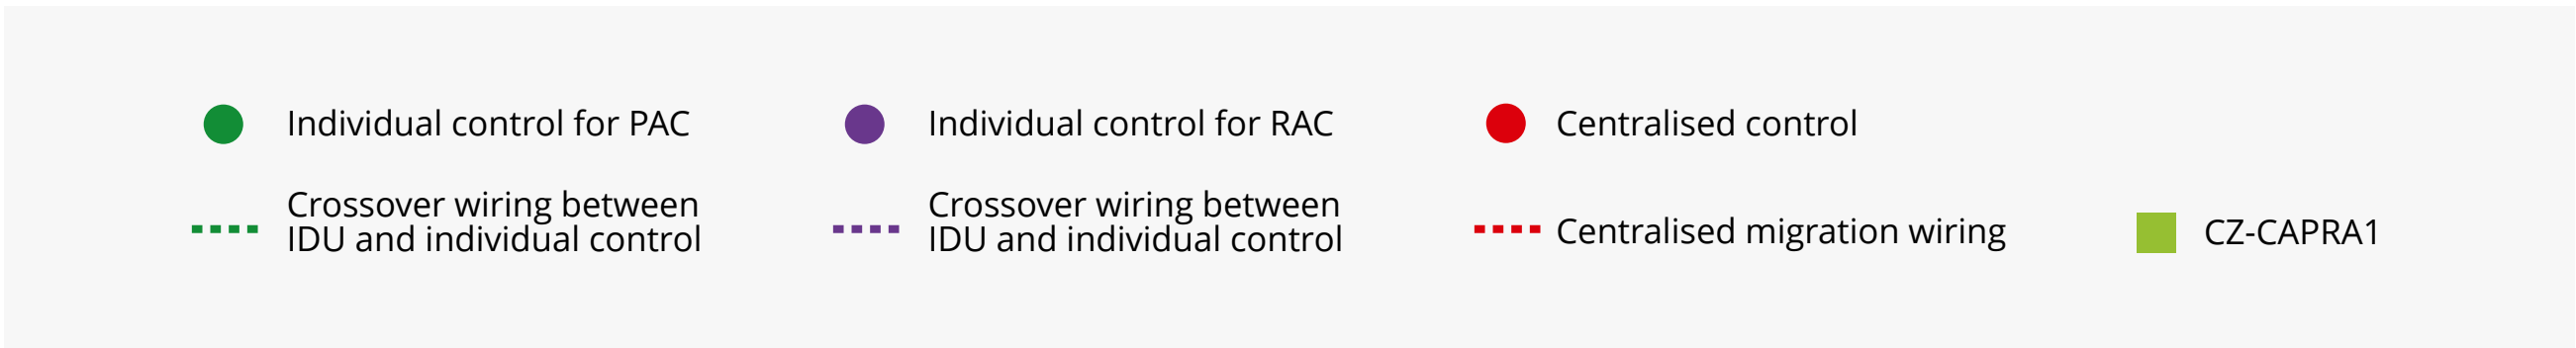 Individual control for PAC
Individual control for RAC
Centralised control
Crossover wiring between
IDU and individual control
Crossover wiring between
IDU and individual control
Centralised migration wiring
CZ-CAPRA1